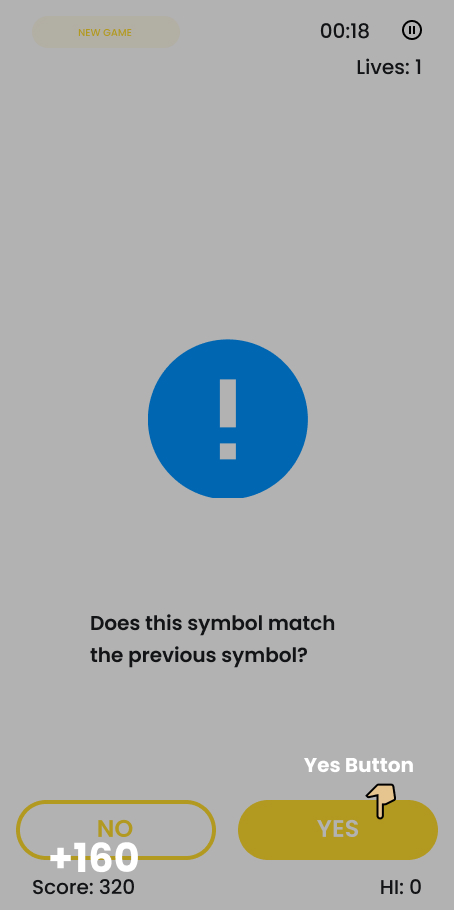 NEW GAME
00:18
Lives: 1
!
Does this symbol match
the previous symbol?
Yes Button
NO
YES
+160
Score: 320
HI: 0